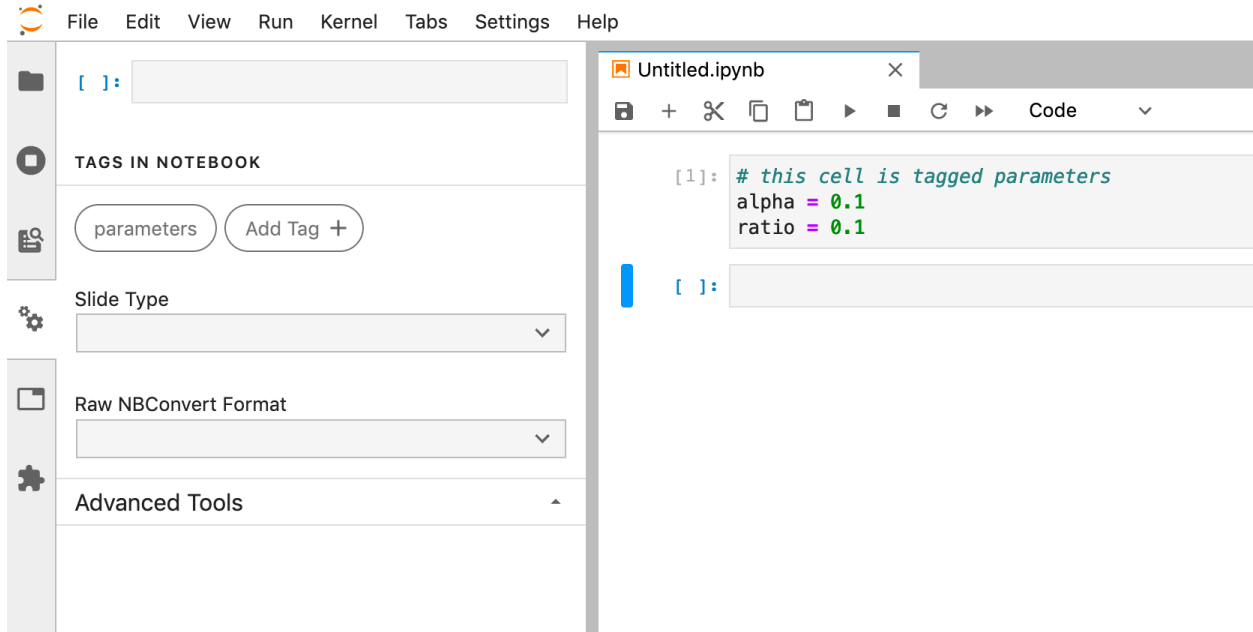 File Edit View Run Kernel Tabs Settings Help
[ ]:
TAGS IN NOTEBOOK
parameters Add Tag +
Slide Type
Raw NBConvert Format
Advanced Tools
Untitled.ipynb
Code
[1]: # this cell is tagged parameters
alpha = 0.1
ratio = 0.1
[ ]: